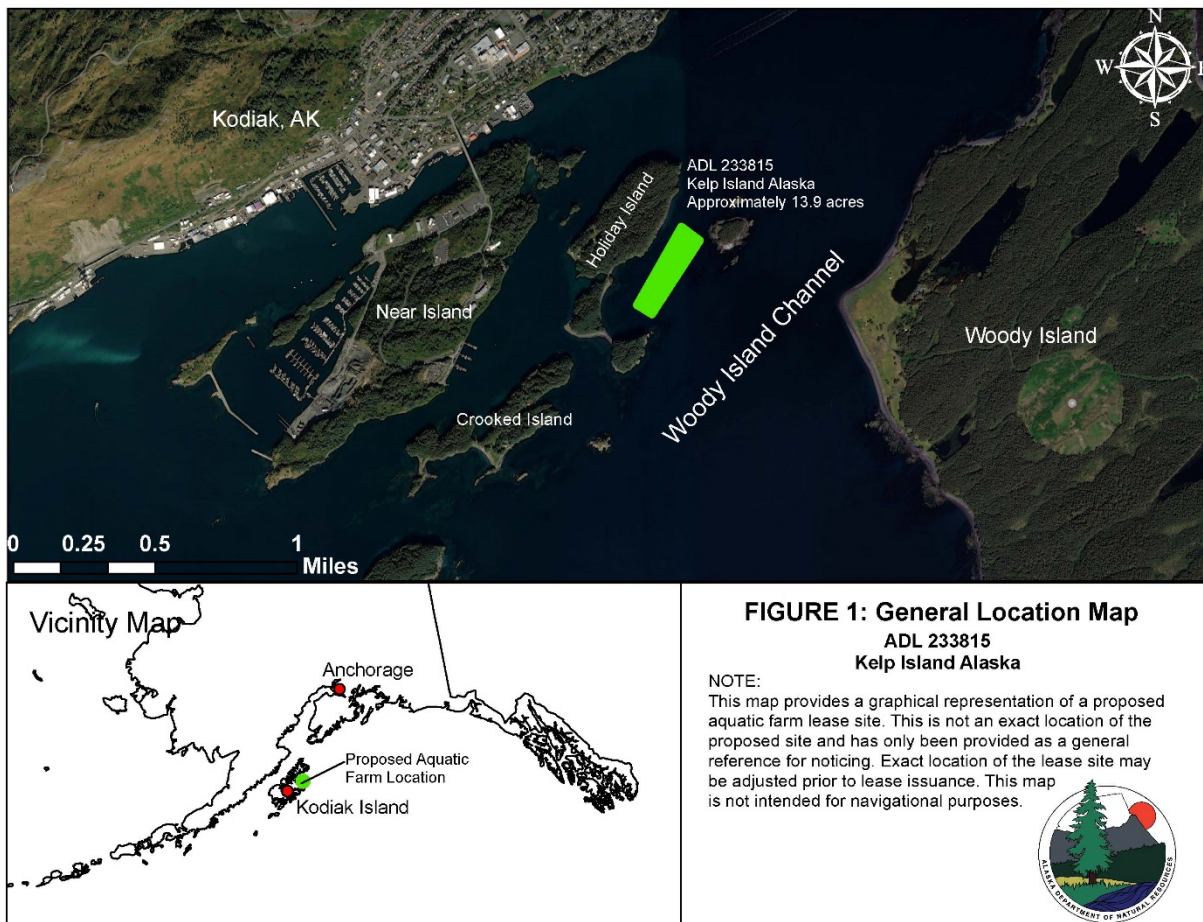 N
W
E
S
Kodiak, AK
ADL 233815
Kelp Island Alaska
Approximately 13.9 acres
Holiday Island
Near Island
Woody Island Channel
Woody Island
Crooked Island
0 0.25 0.5 1
Miles
Vicinity Map
Anchorage
Proposed Aquatic
Farm Location
Kodiak Island
FIGURE 1: General Location Map
ADL 233815
Kelp Island Alaska
NOTE:
This map provides a graphical representation of a proposed
aquatic farm lease site. This is not an exact location of the
proposed site and has only been provided as a general
reference for noticing. Exact location of the lease site may
be adjusted prior to lease issuance. This map
is not intended for navigational purposes.
ALASKA DEPARTMENT OF NATURAL RESOURCES